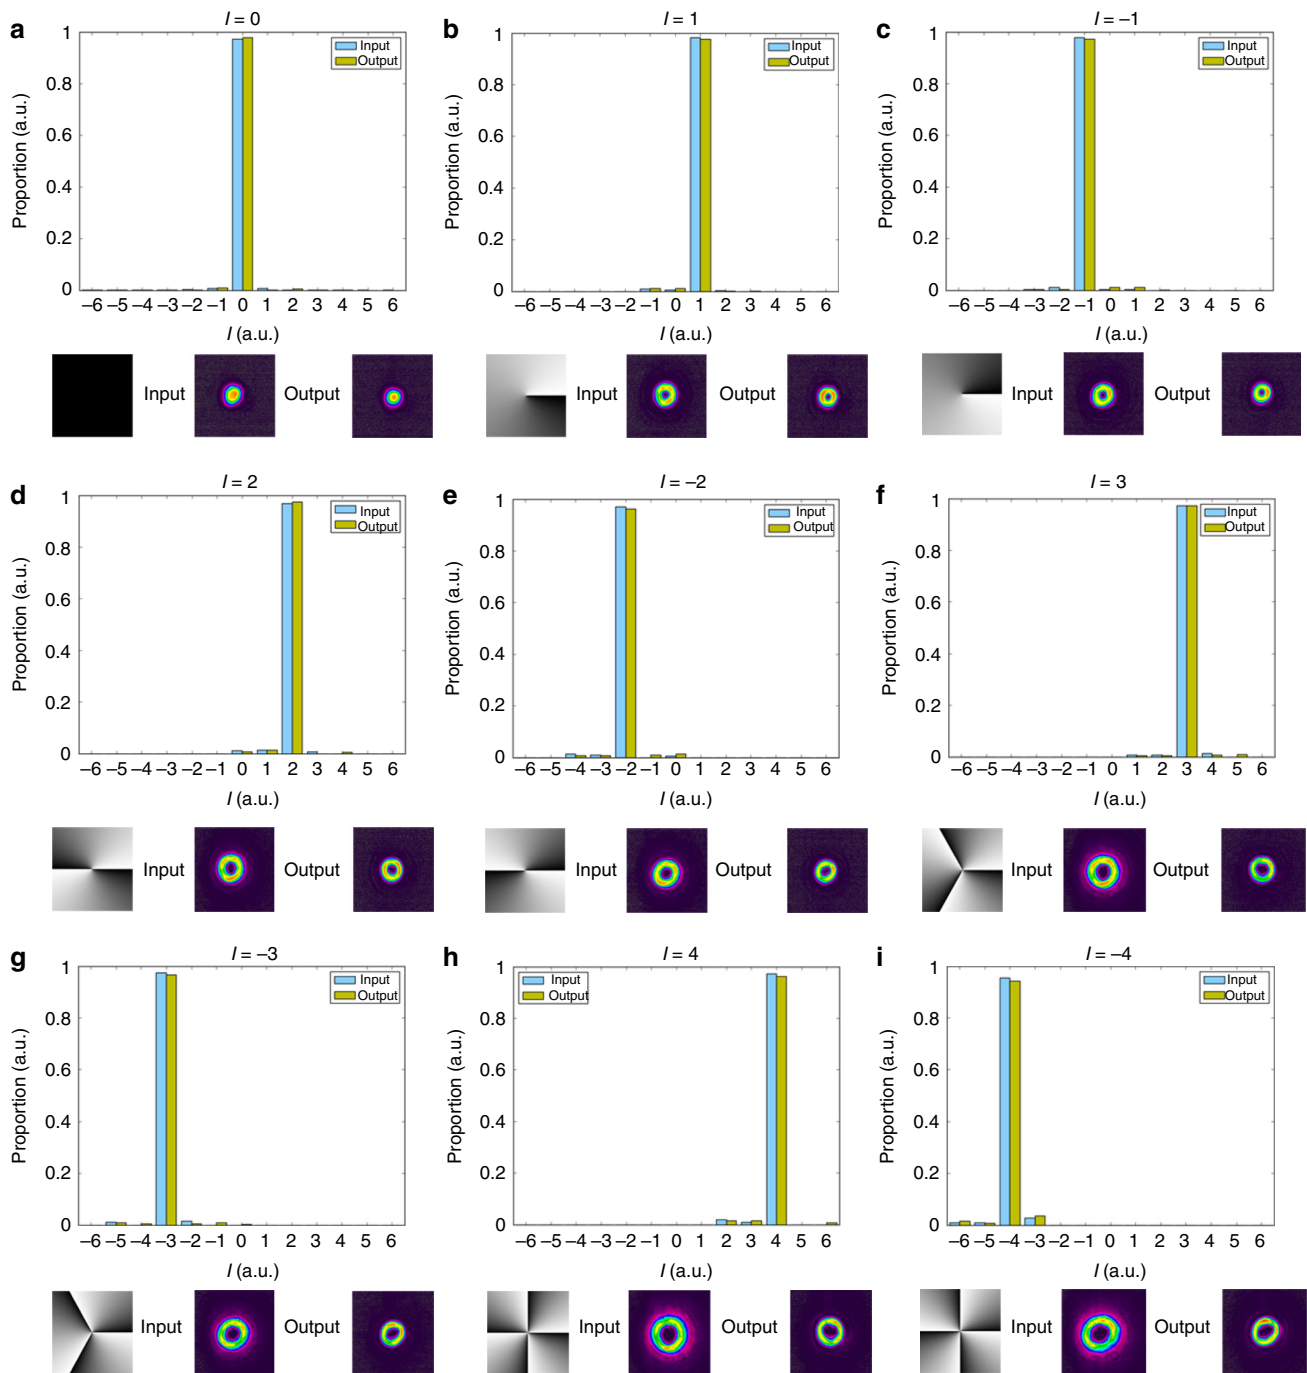 a
l = 0
1
0.8
0.6
0.4
0.2
0
Proportion (a.u.)
Input
Output
–6 –5 –4 –3 –2 –1 0 1 2 3 4 5 6
l (a.u.)
Input Output
b
l = 1
1
0.8
0.6
0.4
0.2
0
Proportion (a.u.)
Input
Output
–6 –5 –4 –3 –2 –1 0 1 2 3 4 5 6
l (a.u.)
Input Output
c
l = –1
1
0.8
0.6
0.4
0.2
0
Proportion (a.u.)
Input
Output
–6 –5 –4 –3 –2 –1 0 1 2 3 4 5 6
l (a.u.)
Input Output
d
l = 2
1
0.8
0.6
0.4
0.2
0
Proportion (a.u.)
Input
Output
–6 –5 –4 –3 –2 –1 0 1 2 3 4 5 6
l (a.u.)
Input Output
e
l = –2
1
0.8
0.6
0.4
0.2
0
Proportion (a.u.)
Input
Output
–6 –5 –4 –3 –2 –1 0 1 2 3 4 5 6
l (a.u.)
Input Output
f
l = 3
1
0.8
0.6
0.4
0.2
0
Proportion (a.u.)
Input
Output
–6 –5 –4 –3 –2 –1 0 1 2 3 4 5 6
l (a.u.)
Input Output
g
l = –3
1
0.8
0.6
0.4
0.2
0
Proportion (a.u.)
Input
Output
–6 –5 –4 –3 –2 –1 0 1 2 3 4 5 6
l (a.u.)
Input Output
h
l = 4
1
0.8
0.6
0.4
0.2
0
Proportion (a.u.)
Input
Output
–6 –5 –4 –3 –2 –1 0 1 2 3 4 5 6
l (a.u.)
Input Output
i
l = –4
1
0.8
0.6
0.4
0.2
0
Proportion (a.u.)
Input
Output
–6 –5 –4 –3 –2 –1 0 1 2 3 4 5 6
l (a.u.)
Input Output